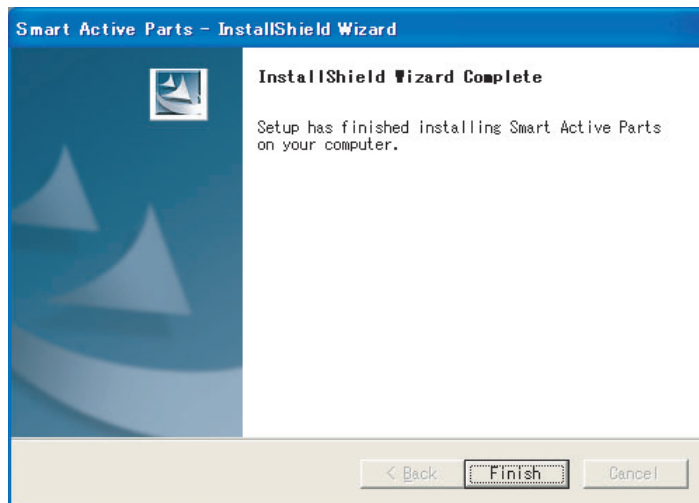 Smart Active Parts - InstallShield Wizard
InstallShield Wizard Complete
Setup has finished installing Smart Active Parts
on your computer.
< Back Finish Cancel